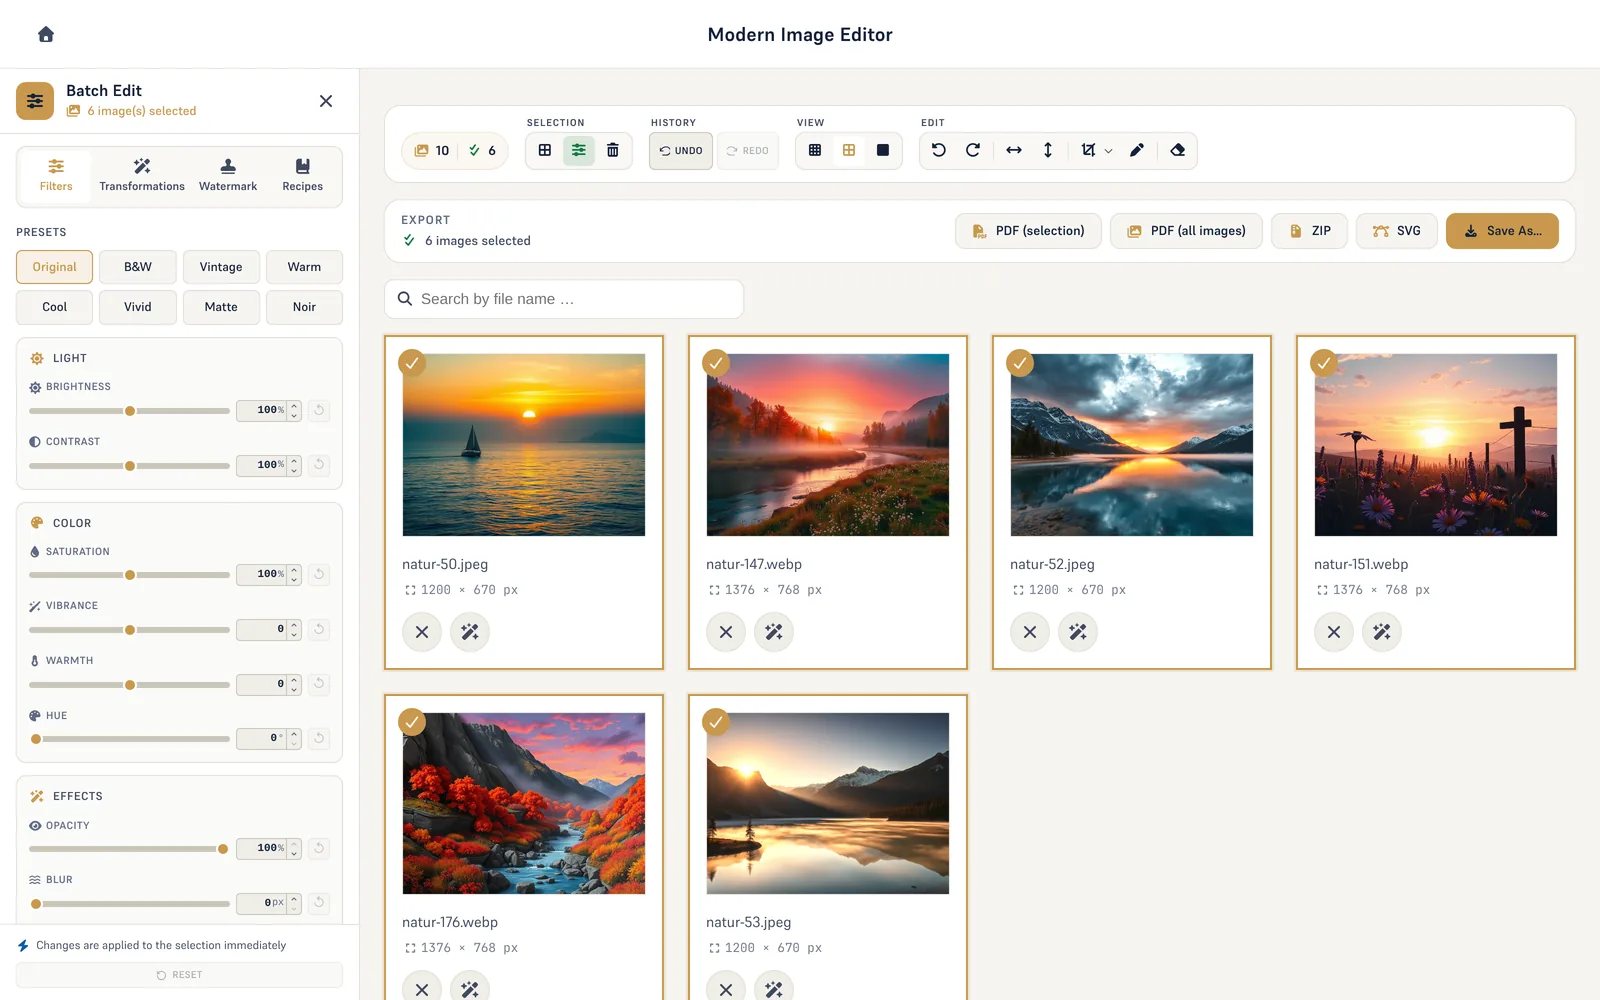 Modern Image Editor
Batch Edit
6 image(s) selected
Filters
Transformations
Watermark
Recipes
PRESETS
Original
B&W
Vintage
Warm
Cool
Vivid
Matte
Noir
LIGHT
BRIGHTNESS
100%
CONTRAST
100%
COLOR
SATURATION
100%
VIBRANCE
0
WARMTH
0
HUE
0°
EFFECTS
OPACITY
100%
BLUR
0px
Changes are applied to the selection immediately
RESET
10
6
SELECTION
HISTORY
UNDO
REDO
VIEW
EDIT
EXPORT
6 images selected
PDF (selection)
PDF (all images)
ZIP
SVG
Save As...
Search by file name ...
natur-50.jpeg
1200 × 670 px
natur-147.webp
1376 × 768 px
natur-52.jpeg
1200 × 670 px
natur-151.webp
1376 × 768 px
natur-176.webp
1376 × 768 px
natur-53.jpeg
1200 × 670 px